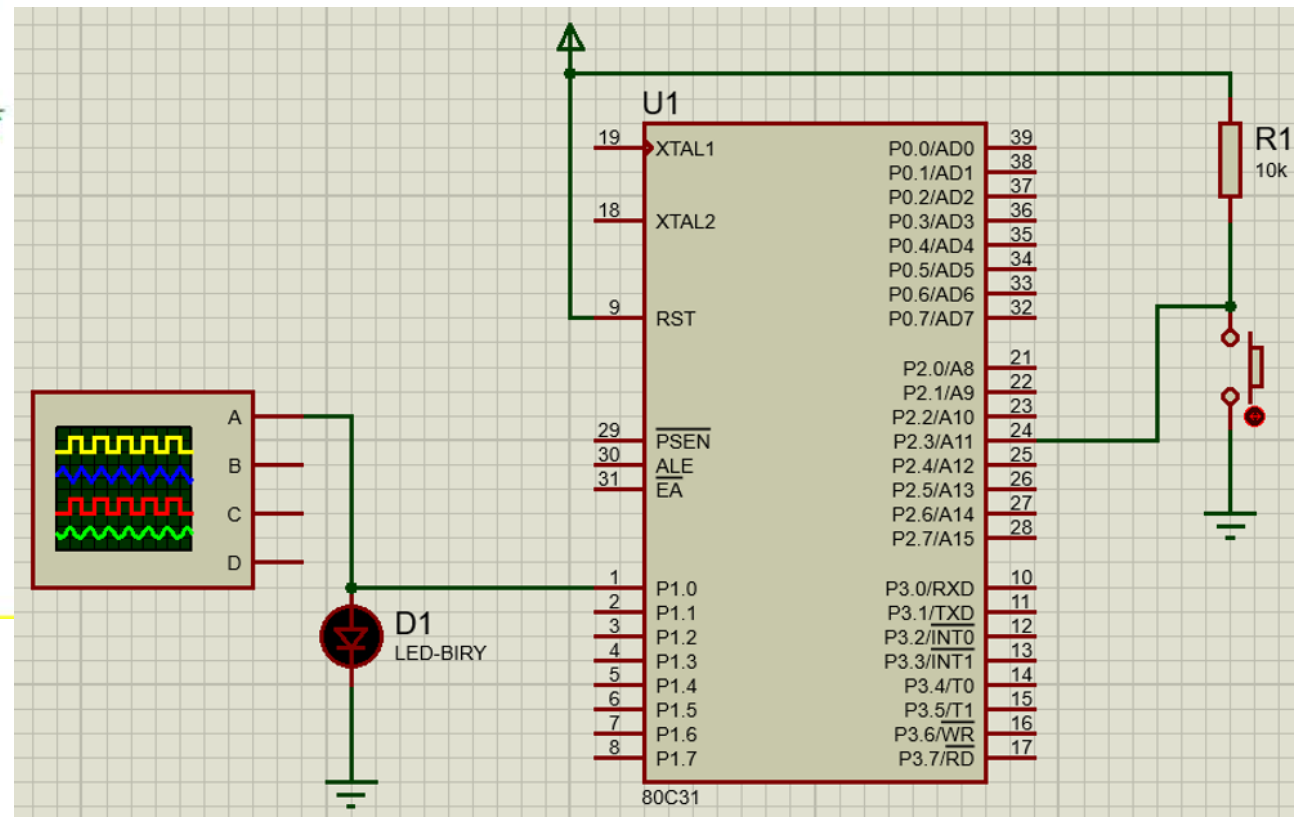 U1
19
XTAL1
18
XTAL2
9
RST
29
PSEN
30
ALE
31
EA
1
P1.0
2
P1.1
3
P1.2
4
P1.3
5
P1.4
6
P1.5
7
P1.6
8
P1.7
P0.0/AD0
39
P0.1/AD1
38
P0.2/AD2
37
P0.3/AD3
36
P0.4/AD4
35
P0.5/AD5
34
P0.6/AD6
33
P0.7/AD7
32
P2.0/A8
21
P2.1/A9
22
P2.2/A10
23
P2.3/A11
24
P2.4/A12
25
P2.5/A13
26
P2.6/A14
27
P2.7/A15
28
P3.0/RXD
10
P3.1/TXD
11
P3.2/INT0
12
P3.3/INT1
13
P3.4/T0
14
P3.5/T1
15
P3.6/WR
16
P3.7/RD
17
80C31
R1
10k
A
B
C
D
D1
LED-BIRY